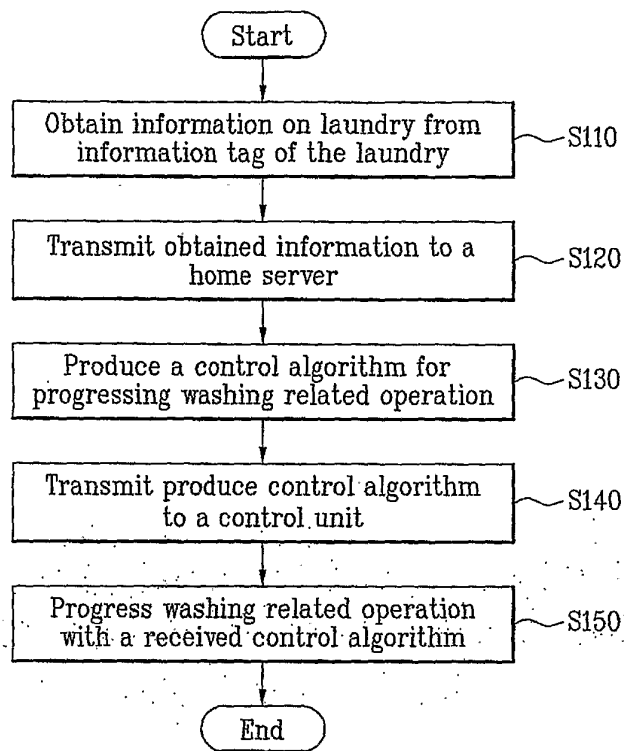 Start
Obtain information on laundry from
information tag of the laundry
S110
Transmit obtained information to a
home server
S120
Produce a control algorithm for
progressing washing related operation
S130
Transmit produce control algorithm
to a control unit
S140
Progress washing related operation
with a received control algorithm
S150
End